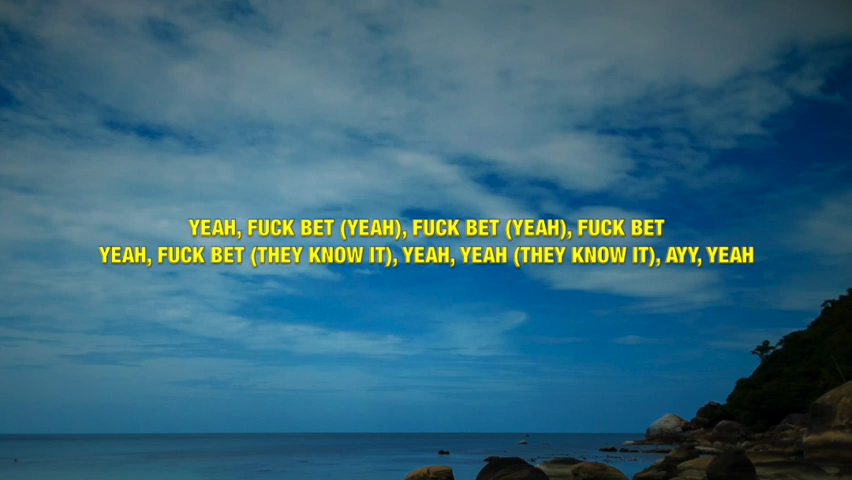 YEAH, FUCK BET (YEAH), FUCK BET (YEAH), FUCK BET
YEAH, FUCK BET (THEY KNOW IT), YEAH, YEAH (THEY KNOW IT), AYY, YEAH